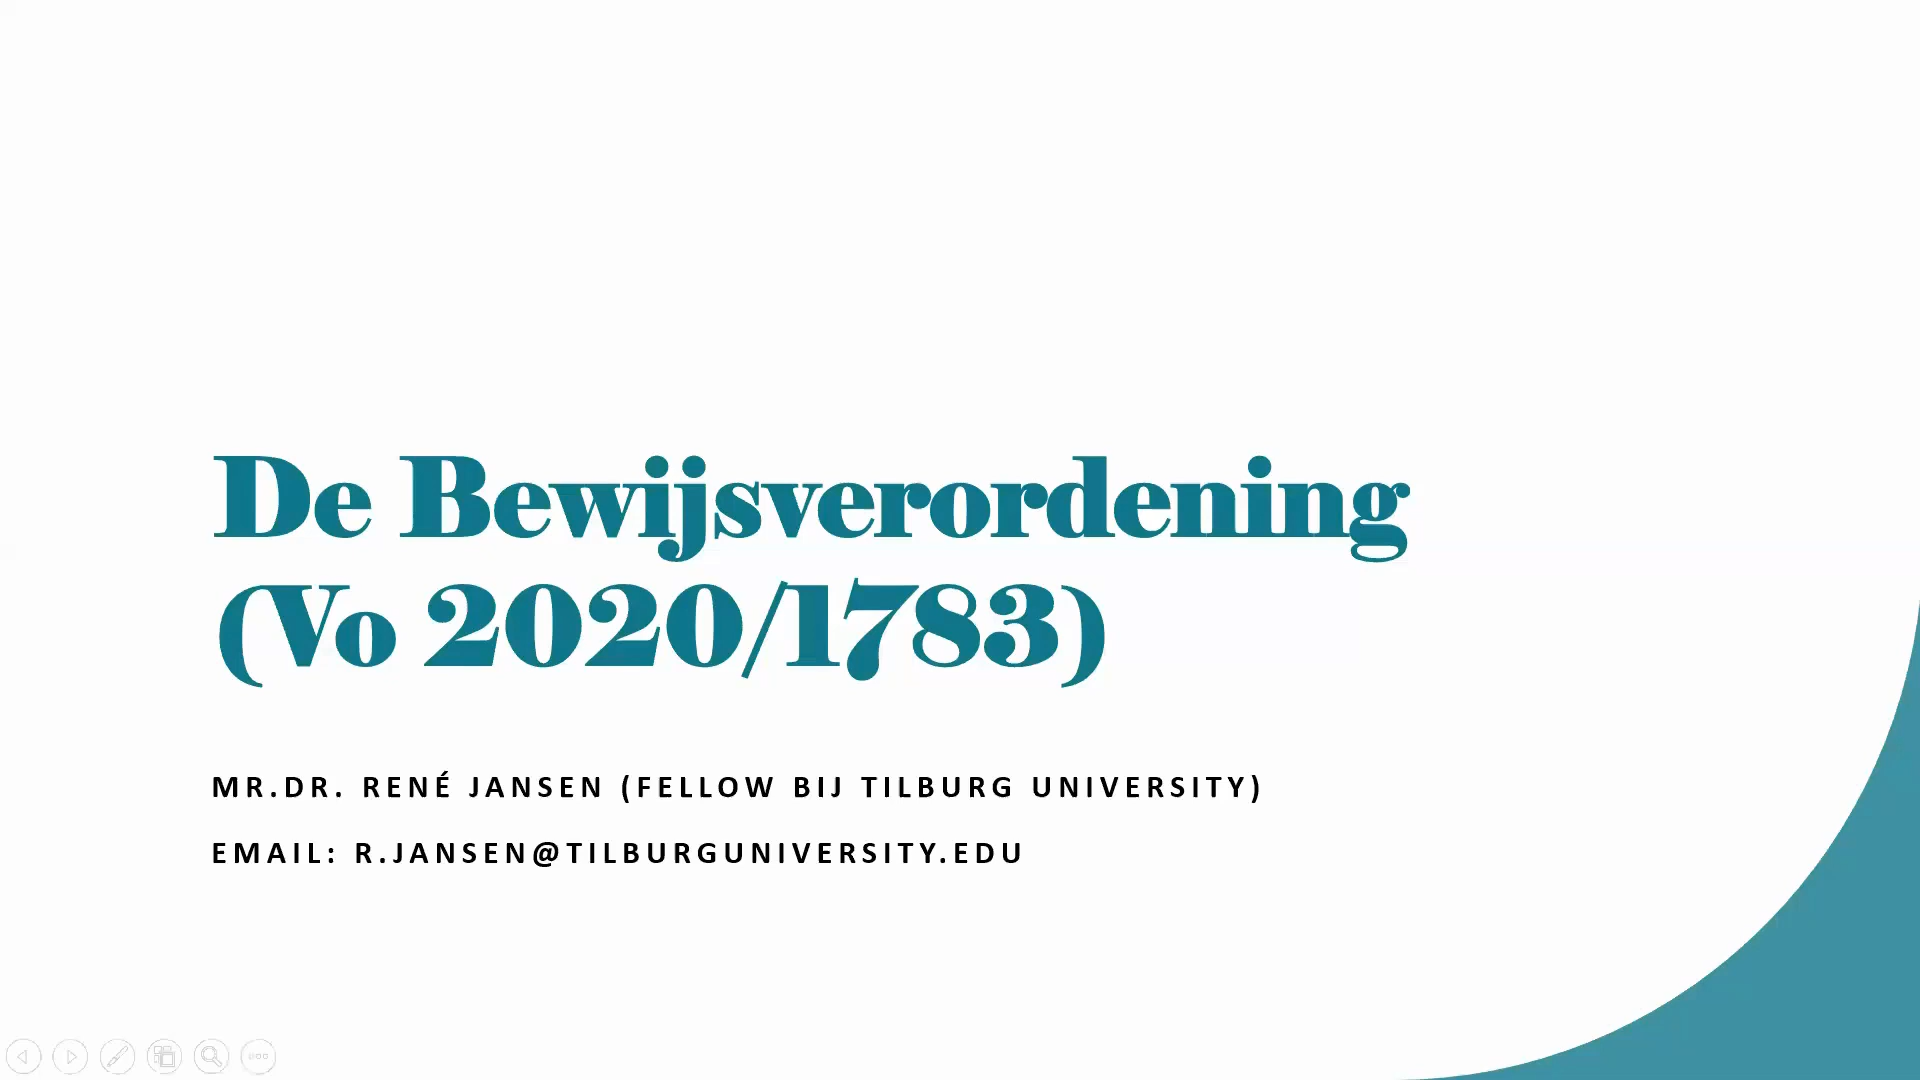 De Bewijsverordening
(Vo 2020/1783)
MR.DR. RENÉ JANSEN (FELLOW BIJ TILBURG UNIVERSITY)
EMAIL: R.JANSEN@TILBURGUNIVERSITY.EDU